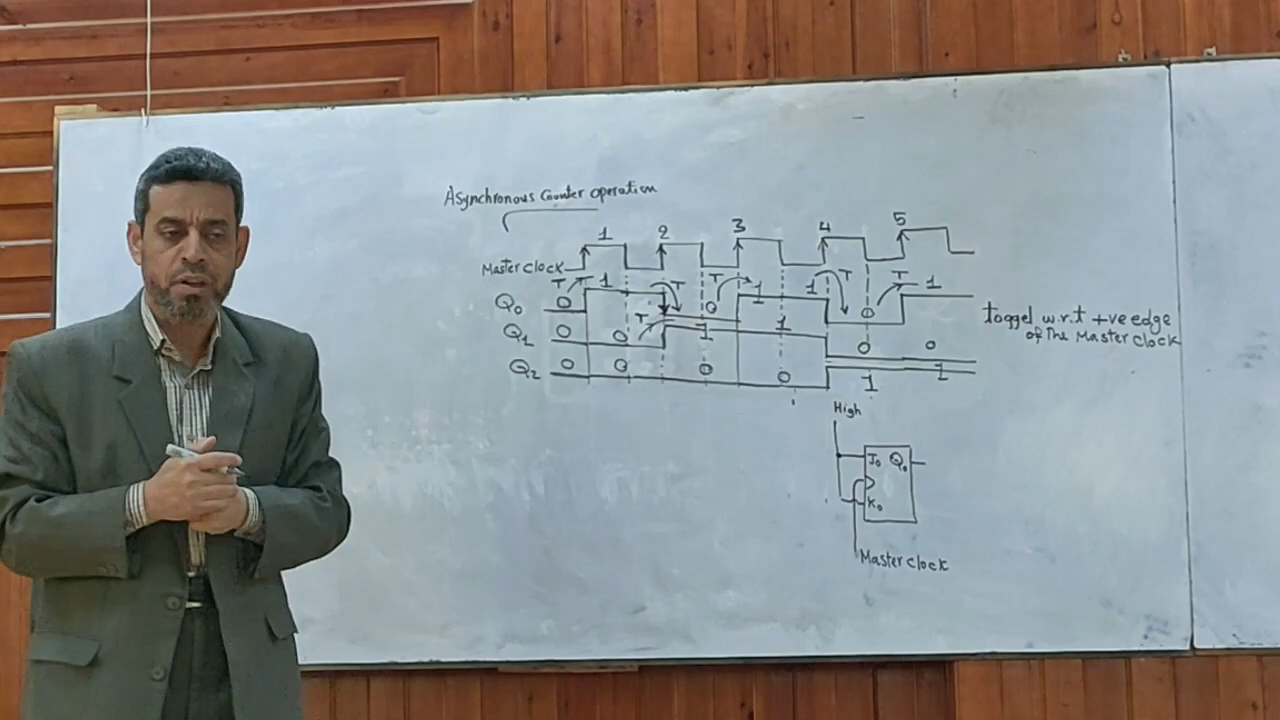 Asynchronous Counter operation
1 2 3 4 5
Master clock
T 1 T T 1 1 T T 1
Q0 0 0 0
Q1 0 0 T 1 1 0 0
Q2 0 0 0 0 1 1
toggel w.r.t +ve edge
of the Master clock
High
J0 Q0
K0
Master clock